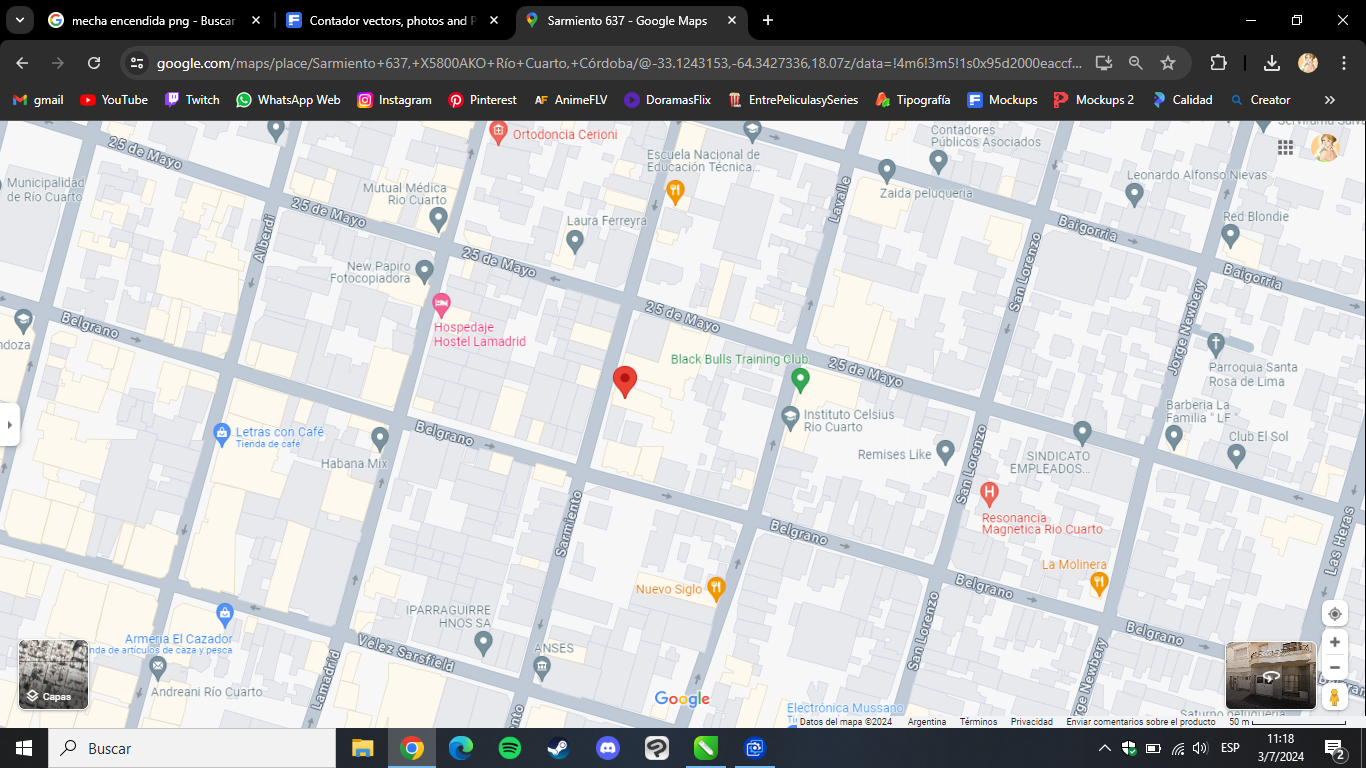 mecha encendida png - Buscar
Contador vectors, photos and P
Sarmiento 637 - Google Maps
google.com/maps/place/Sarmiento+637,+X5800AKO+Río+Cuarto,+Córdoba/@-33.1243153,-64.3427336,18.07z/data=!4m6!3m5!1s0x95d2000eaccf...
gmail
YouTube
Twitch
WhatsApp Web
Instagram
Pinterest
AnimeFLV
DoramasFlix
EntrePeliculasySeries
Tipografía
Mockups
Mockups 2
Calidad
Creator
25 de Mayo
Ortodoncia Cerioni
Escuela Nacional de
Educación Técnica...
Contadores
Públicos Asociados
Municipalidad
de Río Cuarto
Mutual Médica
Rio Cuarto
Zaida peluqueria
Leonardo Alfonso Nievas
Lavalle
25 de Mayo
Alberdi
Laura Ferreyra
Red Blondie
Baigorria
New Papiro
Fotocopiadora
25 de Mayo
San Lorenzo
Baigorria
Hospedaje
Hostel Lamadrid
25 de Mayo
Jorge Newbery
Belgrano
Black Bulls Training Club
25 de Mayo
Parroquia Santa
Rosa de Lima
Instituto Celsius
Río Cuarto
Barberia La
Familia " LF "
Letras con Café
Tienda de café
Belgrano
Club El Sol
Habana Mix
Remises Like
San Lorenzo
SINDICATO
EMPLEADOS...
Sarmiento
Resonancia
Magnetica Rio Cuarto
Belgrano
Las Heras
La Molinera
Nuevo Siglo
Belgrano
IPARRAGUIRRE
HNOS SA
San Lorenzo
Belgrano
Armeria El Cazador
nda de artículos de caza y pesca
Vélez Sarsfield
ANSES
Lamadrid
Andreani Río Cuarto
Capas
Google
Electrónica Mussano
Datos del mapa ©2024
Argentina
Términos
Privacidad
Enviar comentarios sobre el producto
50 m
Buscar
ESP
11:18
3/7/2024
2